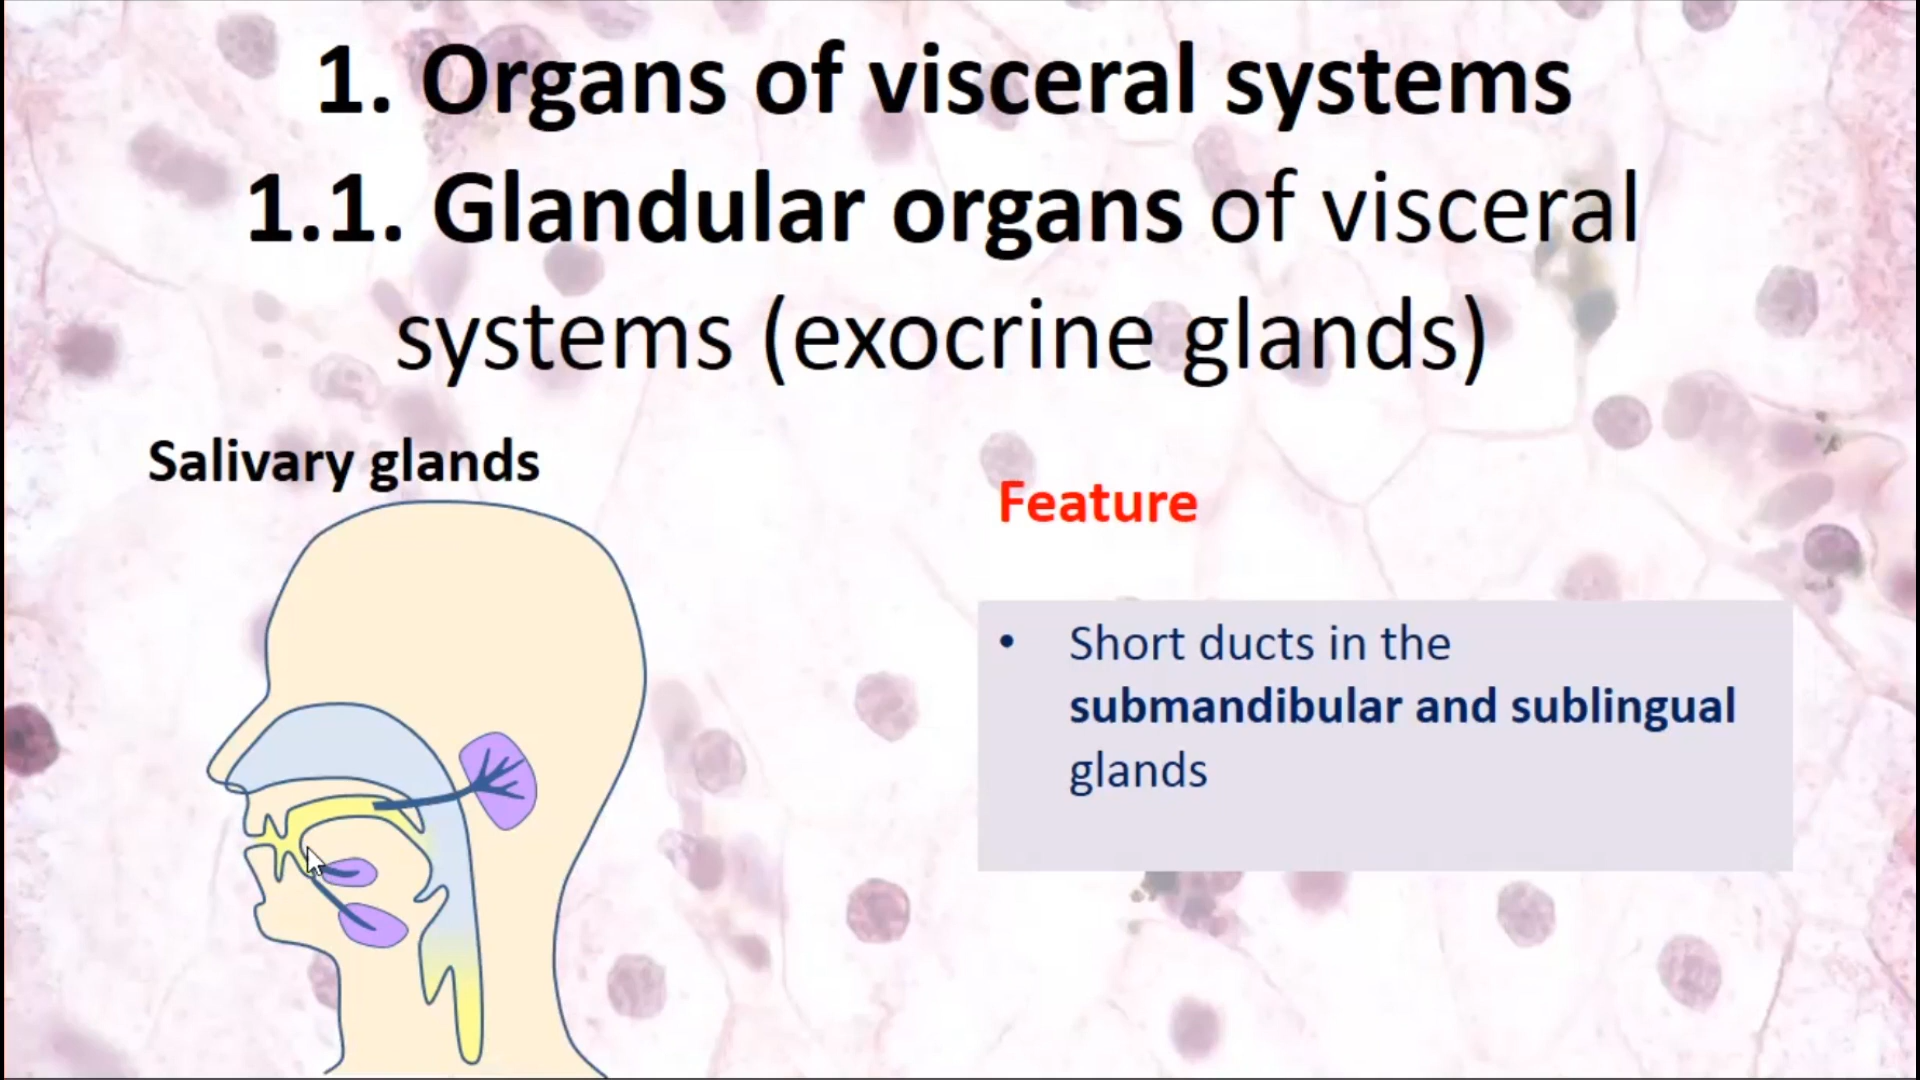 1. Organs of visceral systems
1.1. Glandular organs of visceral
systems (exocrine glands)
Salivary glands
Feature
• Short ducts in the
submandibular and sublingual
glands